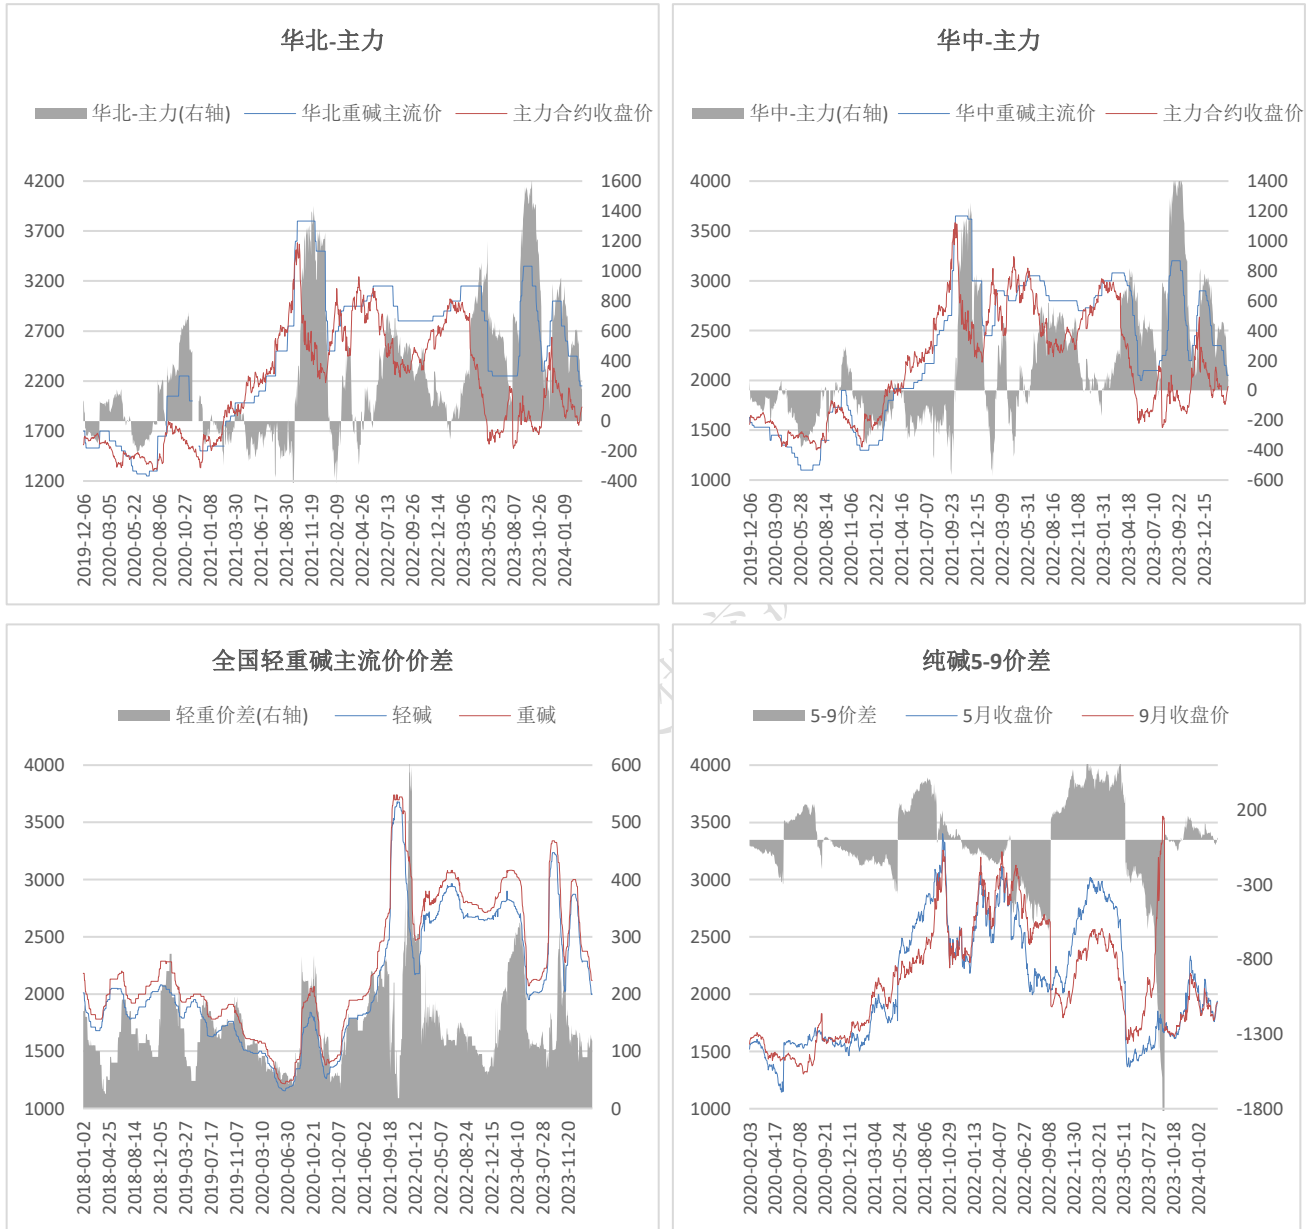 华北-主力
华北-主力(右轴) 华北重碱主流价 主力合约收盘价
4200 3700 3200 2700 2200 1700 1200
1600 1400 1200 1000 800 600 400 200 0 -200 -400
2019-12-06 2020-03-05 2020-05-22 2020-08-06 2020-10-27 2021-01-08 2021-03-30 2021-06-17 2021-08-30 2021-11-19 2022-02-09 2022-04-26 2022-07-13 2022-09-26 2022-12-14 2023-03-06 2023-05-23 2023-08-07 2023-10-26 2024-01-09
华中-主力
华中-主力(右轴) 华中重碱主流价 主力合约收盘价
4000 3500 3000 2500 2000 1500 1000
1400 1200 1000 800 600 400 200 0 -200 -400 -600
2019-12-06 2020-03-09 2020-05-28 2020-08-14 2020-11-06 2021-01-22 2021-04-16 2021-07-07 2021-09-23 2021-12-15 2022-03-10 2022-05-31 2022-08-16 2022-11-08 2023-01-31 2023-04-18 2023-07-10 2023-09-22 2023-12-15
全国轻重碱主流价价差
轻重价差(右轴) 轻碱 重碱
4000 3500 3000 2500 2000 1500 1000
600 500 400 300 200 100 0
2018-01-02 2018-04-25 2018-08-14 2018-12-05 2019-03-27 2019-07-17 2019-11-07 2020-03-10 2020-06-30 2020-10-21 2021-02-07 2021-06-02 2021-09-18 2022-01-12 2022-05-05 2022-08-24 2022-12-15 2023-04-10 2023-07-28 2023-11-20
纯碱5-9价差
5-9价差 5月收盘价 9月收盘价
4000 3500 3000 2500 2000 1500 1000
200 -300 -800 -1300 -1800
2020-02-03 2020-04-17 2020-07-08 2020-09-21 2020-12-11 2021-03-04 2021-05-24 2021-08-06 2021-10-29 2022-01-13 2022-04-07 2022-06-27 2022-09-08 2022-11-30 2023-02-21 2023-05-11 2023-07-27 2023-10-18 2024-01-02